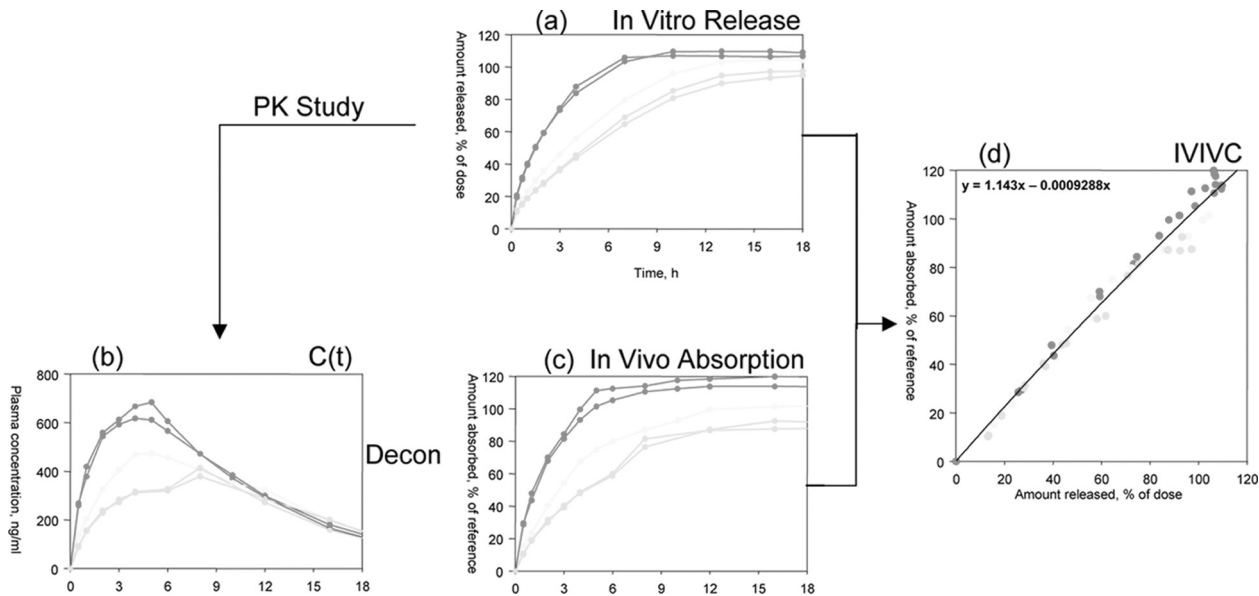 (a) In Vitro Release
Amount released, % of dose
120
100
80
60
40
20
0
0 3 6 9 12 15 18
Time, h
PK Study
(b) C(t)
Plasma concentration, ng/ml
800
600
400
200
0
0 3 6 9 12 15 18
Decon
(c) In Vivo Absorption
Amount absorbed, % of reference
120
100
80
60
40
20
0
0 3 6 9 12 15 18
(d) IVIVC
y = 1.143x – 0.0009288x
Amount absorbed, % of reference
120
100
80
60
40
20
0
0 20 40 60 80 100 120
Amount released, % of dose